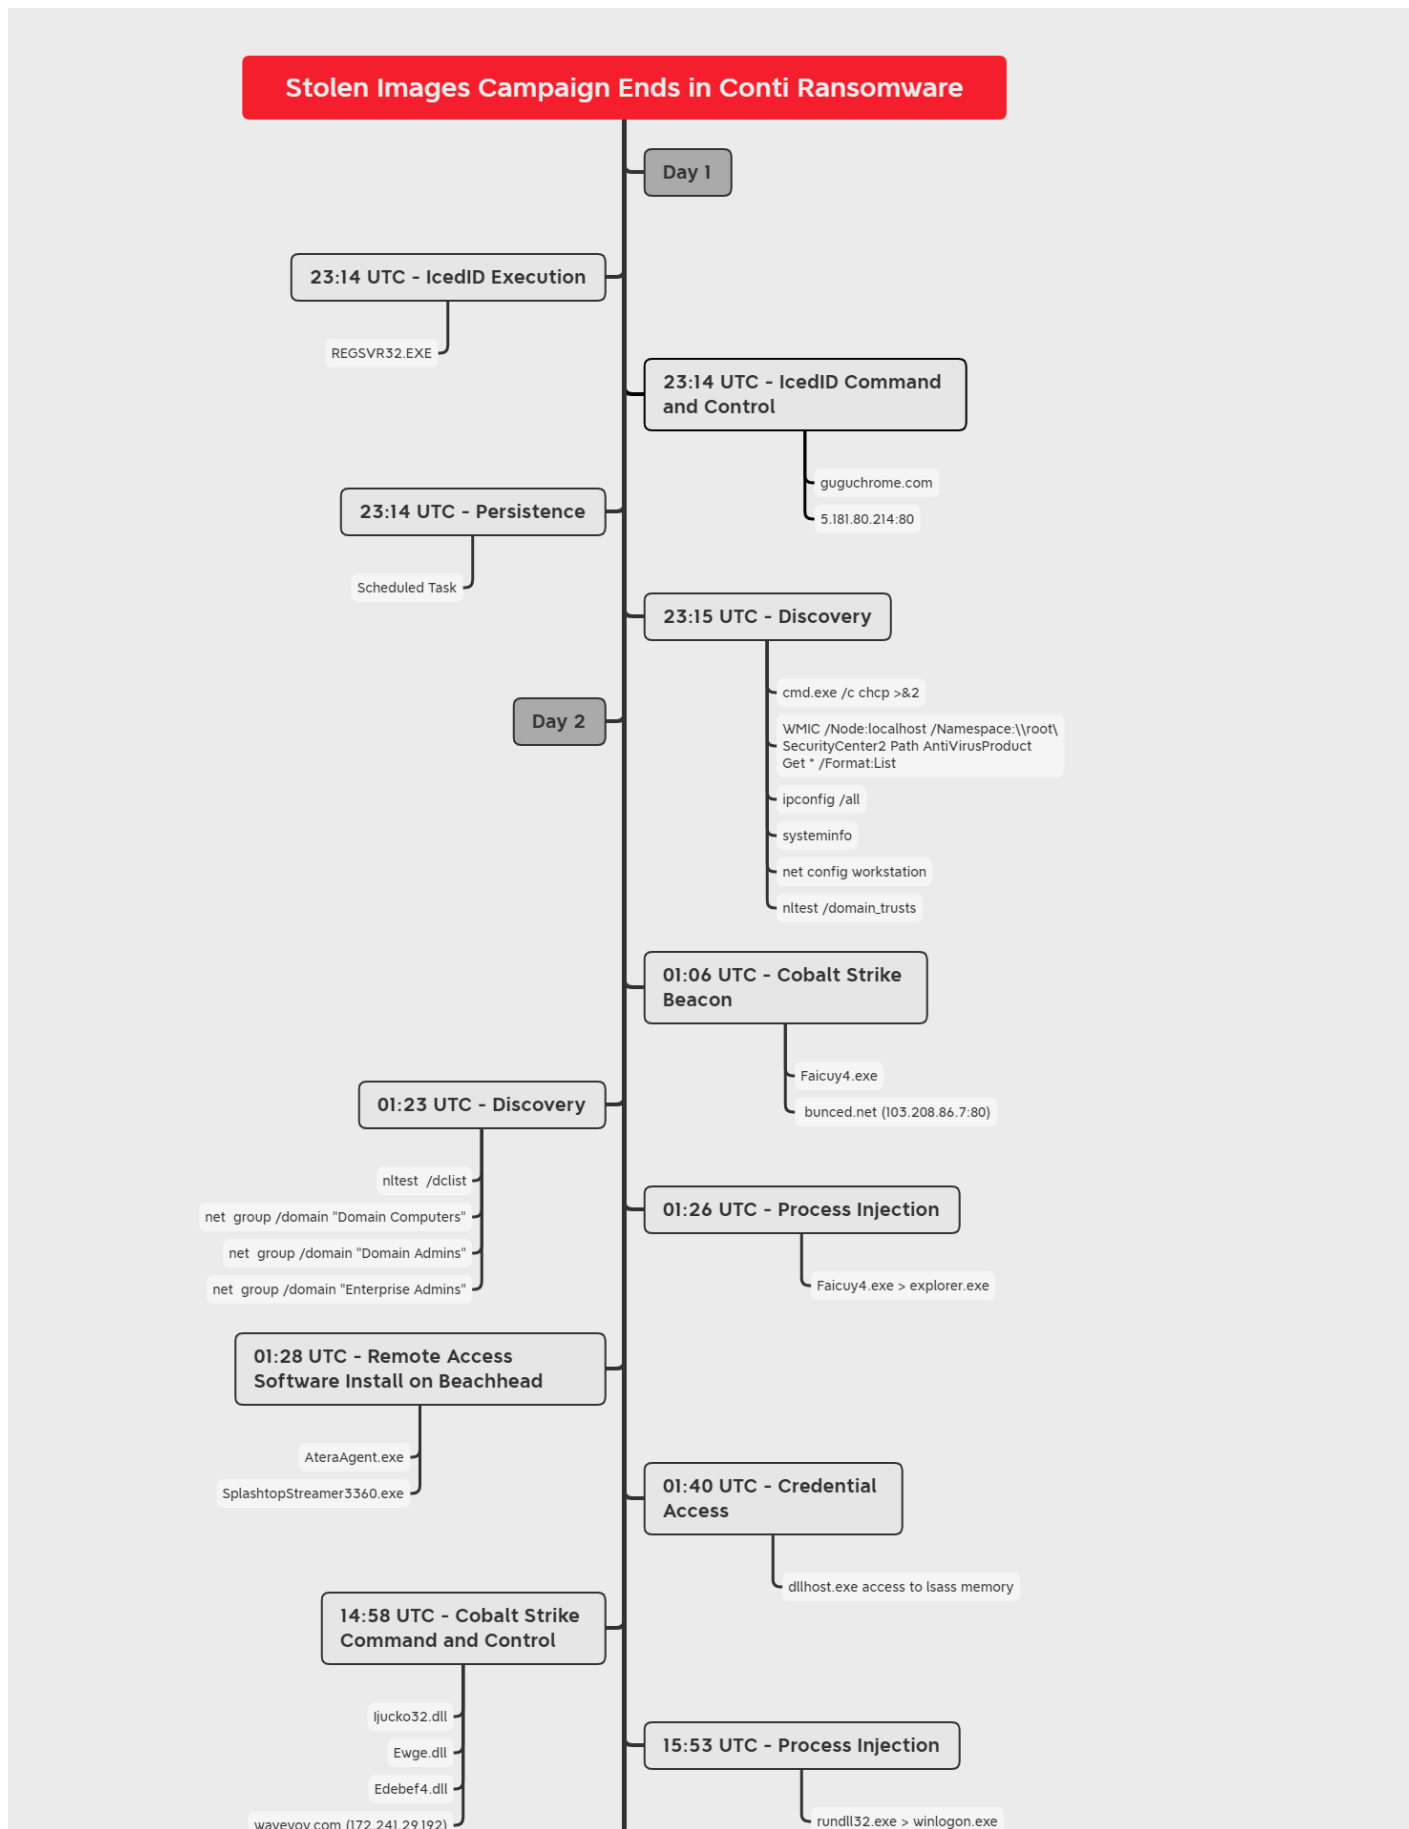 Stolen Images Campaign Ends in Conti Ransomware
Day 1
23:14 UTC - IcedID Execution
REGSVR32.EXE
23:14 UTC - IcedID Command
and Control
guguchrome.com
5.181.80.214:80
23:14 UTC - Persistence
Scheduled Task
23:15 UTC - Discovery
cmd.exe /c chcp >&2
WMIC /Node:localhost /Namespace:\\root\
SecurityCenter2 Path AntiVirusProduct
Get * /Format:List
ipconfig /all
systeminfo
net config workstation
nltest /domain_trusts
Day 2
01:06 UTC - Cobalt Strike
Beacon
Faicuy4.exe
bunced.net (103.208.86.7:80)
01:23 UTC - Discovery
nltest  /dclist
net  group /domain "Domain Computers"
net  group /domain "Domain Admins"
net  group /domain "Enterprise Admins"
01:26 UTC - Process Injection
Faicuy4.exe > explorer.exe
01:28 UTC - Remote Access
Software Install on Beachhead
AteraAgent.exe
SplashtopStreamer3360.exe
01:40 UTC - Credential
Access
dllhost.exe access to lsass memory
14:58 UTC - Cobalt Strike
Command and Control
Ijucko32.dll
Ewge.dll
Edebef4.dll
wayeyoy.com (172.241.29.192)
15:53 UTC - Process Injection
rundll32.exe > winlogon.exe